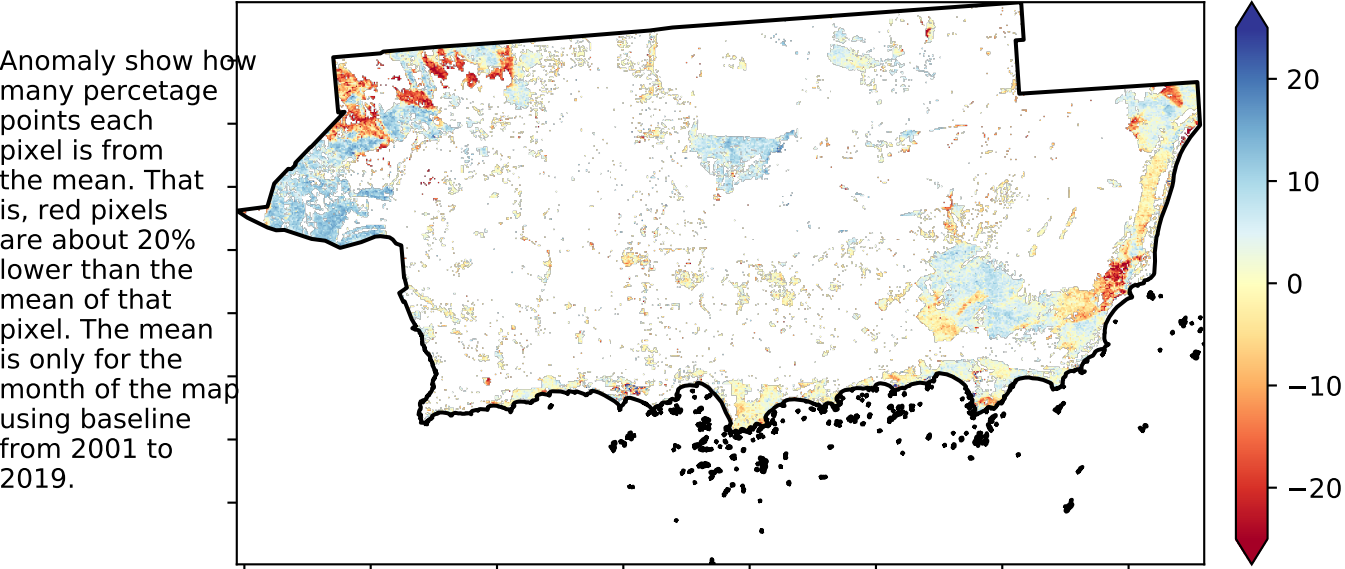 Anomaly show how
many percetage
points each
pixel is from
the mean. That
is, red pixels
are about 20%
lower than the
mean of that
pixel. The mean
is only for the
month of the map
using baseline
from 2001 to
2019.
20
10
0
−10
−20